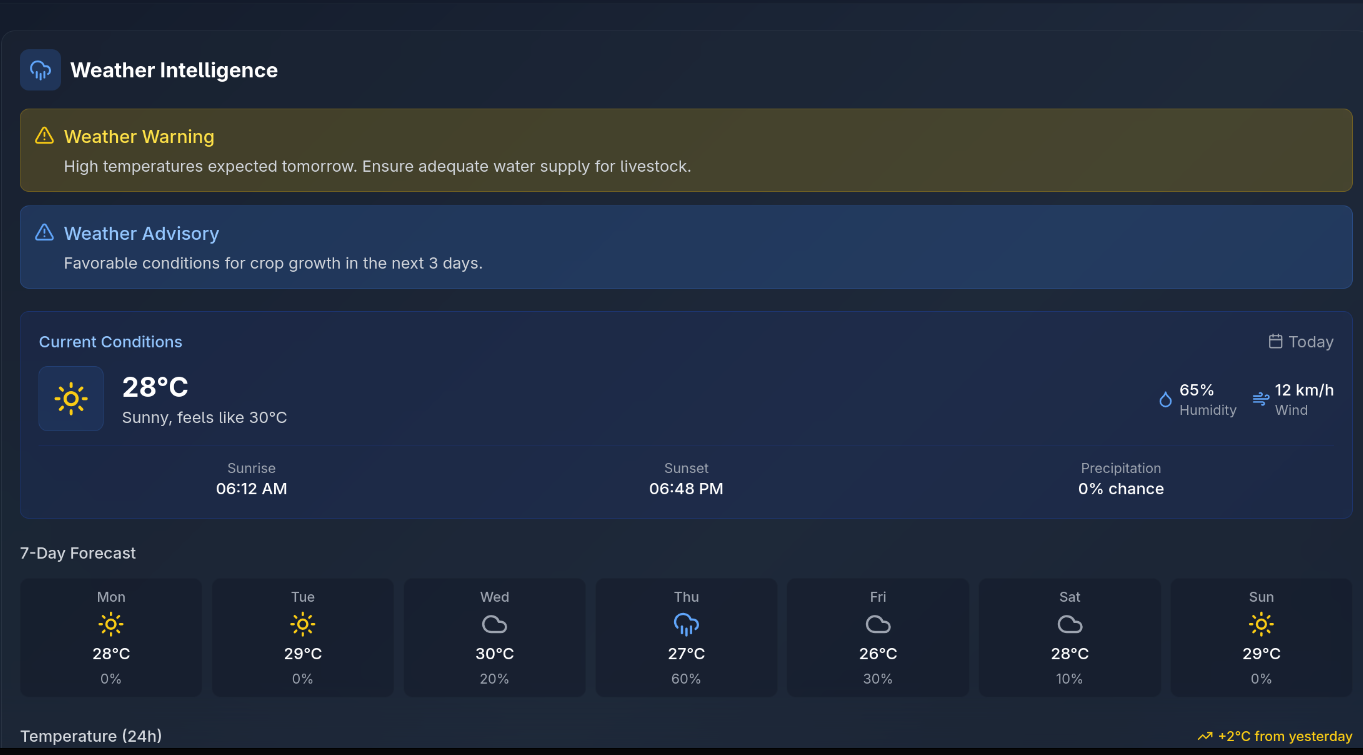 Weather Intelligence
Weather Warning
High temperatures expected tomorrow. Ensure adequate water supply for livestock.
Weather Advisory
Favorable conditions for crop growth in the next 3 days.
Current Conditions
Today
28°C
Sunny, feels like 30°C
65%
Humidity
12 km/h
Wind
Sunrise
06:12 AM
Sunset
06:48 PM
Precipitation
0% chance
7-Day Forecast
Mon
28°C
0%
Tue
29°C
0%
Wed
30°C
20%
Thu
27°C
60%
Fri
26°C
30%
Sat
28°C
10%
Sun
29°C
0%
Temperature (24h)
+2°C from yesterday